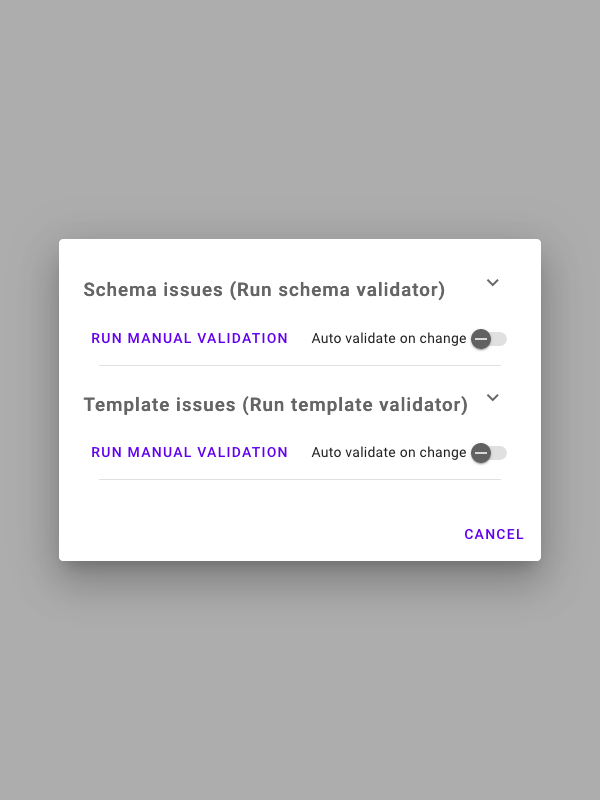 Schema issues (Run schema validator)
RUN MANUAL VALIDATION Auto validate on change
Template issues (Run template validator)
RUN MANUAL VALIDATION Auto validate on change
CANCEL